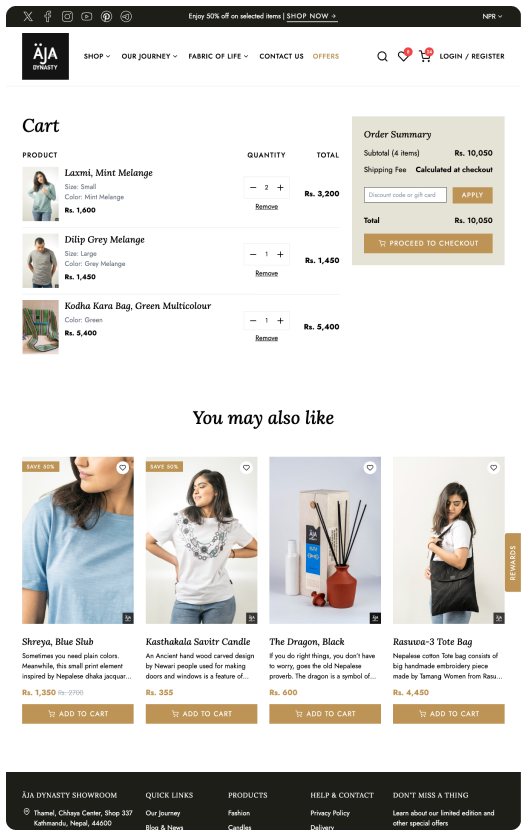 Enjoy 50% off on selected items | SHOP NOW →
NPR
ÄJA
DYNASTY
SHOP
OUR JOURNEY
FABRIC OF LIFE
CONTACT US
OFFERS
LOGIN / REGISTER
Cart
PRODUCT
QUANTITY
TOTAL
Laxmi, Mint Melange
Size: Small
Color: Mint Melange
Rs. 1,600
2
Remove
Rs. 3,200
Dilip Grey Melange
Size: Large
Color: Grey Melange
Rs. 1,450
1
Remove
Rs. 1,450
Kodha Kara Bag, Green Multicolour
Color: Green
Rs. 5,400
1
Remove
Rs. 5,400
Order Summary
Subtotal (4 items) Rs. 10,050
Shipping Fee Calculated at checkout
Discount code or gift card
APPLY
Total Rs. 10,050
PROCEED TO CHECKOUT
You may also like
SAVE 50%
Shreya, Blue Slub
Sometimes you need plain colors.
Meanwhile, this small print element
inspired by Nepalese dhaka jacquar...
Rs. 1,350 Rs. 2700
ADD TO CART
SAVE 50%
Kasthakala Savitr Candle
An Ancient hand wood carved design
by Newari people used for making
doors and windows is a feature of...
Rs. 355
ADD TO CART
The Dragon, Black
If you do right things, you don't have
to worry, goes the old Nepalese
proverb. The dragon is a symbol of...
Rs. 600
ADD TO CART
Rasuwa-3 Tote Bag
Nepalese cotton Tote bag consists of
big handmade embroidery piece
made by Tamang Women from Rasu...
Rs. 4,450
ADD TO CART
REWARDS
ÄJA DYNASTY SHOWROOM
Thamel, Chhaya Center, Shop 337
Kathmandu, Nepal, 44600
QUICK LINKS
Our Journey
Blog & News
PRODUCTS
Fashion
Candles
HELP & CONTACT
Privacy Policy
Delivery
DON'T MISS A THING
Learn about our limited edition and
other special offers